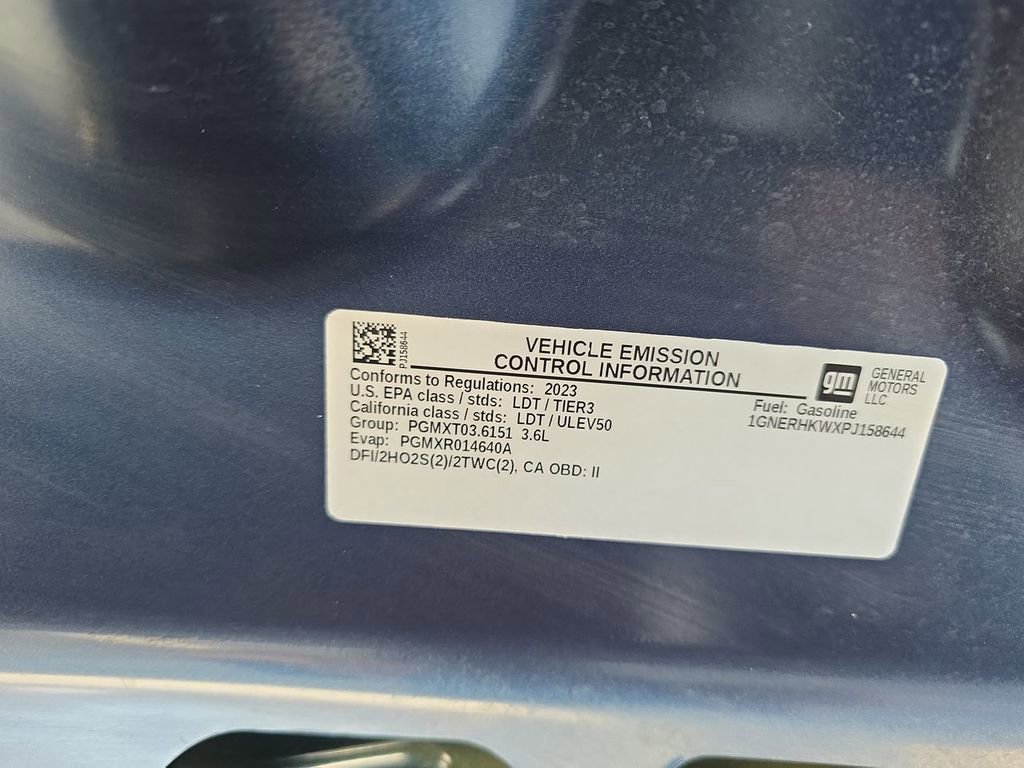 PJ158644
VEHICLE EMISSION
CONTROL INFORMATION
gm
GENERAL
MOTORS
LLC
Conforms to Regulations: 2023
U.S. EPA class / stds: LDT / TIER3
California class / stds: LDT / ULEV50
Group: PGMXT03.6151 3.6L
Evap: PGMXR014640A
DFI/2HO2S(2)/2TWC(2), CA OBD: II
Fuel: Gasoline
1GNERHKWXPJ158644